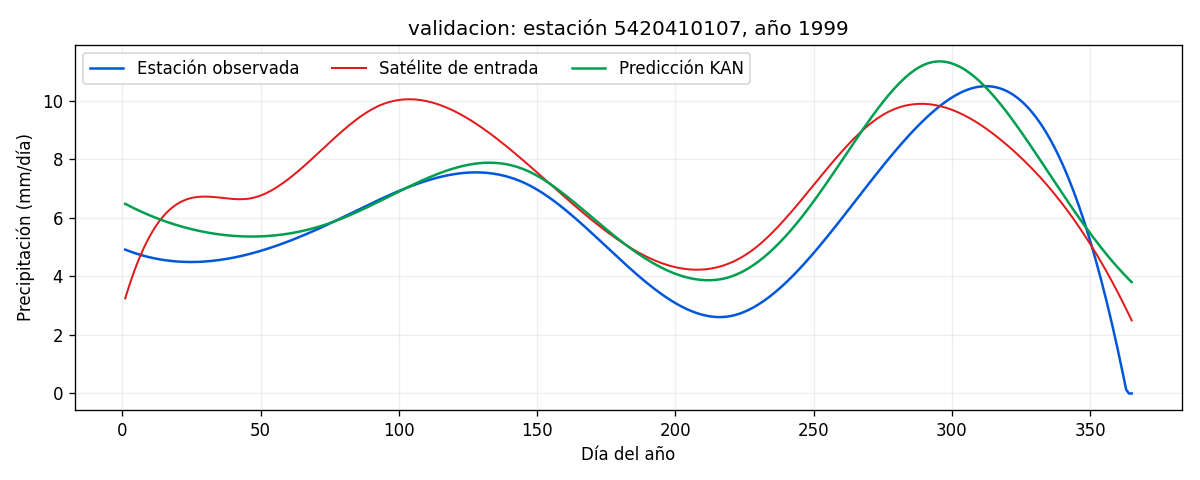 validacion: estación 5420410107, año 1999
Estación observada
Satélite de entrada
Predicción KAN
Precipitación (mm/día)
10
8
6
4
2
0
0 50 100 150 200 250 300 350
Día del año